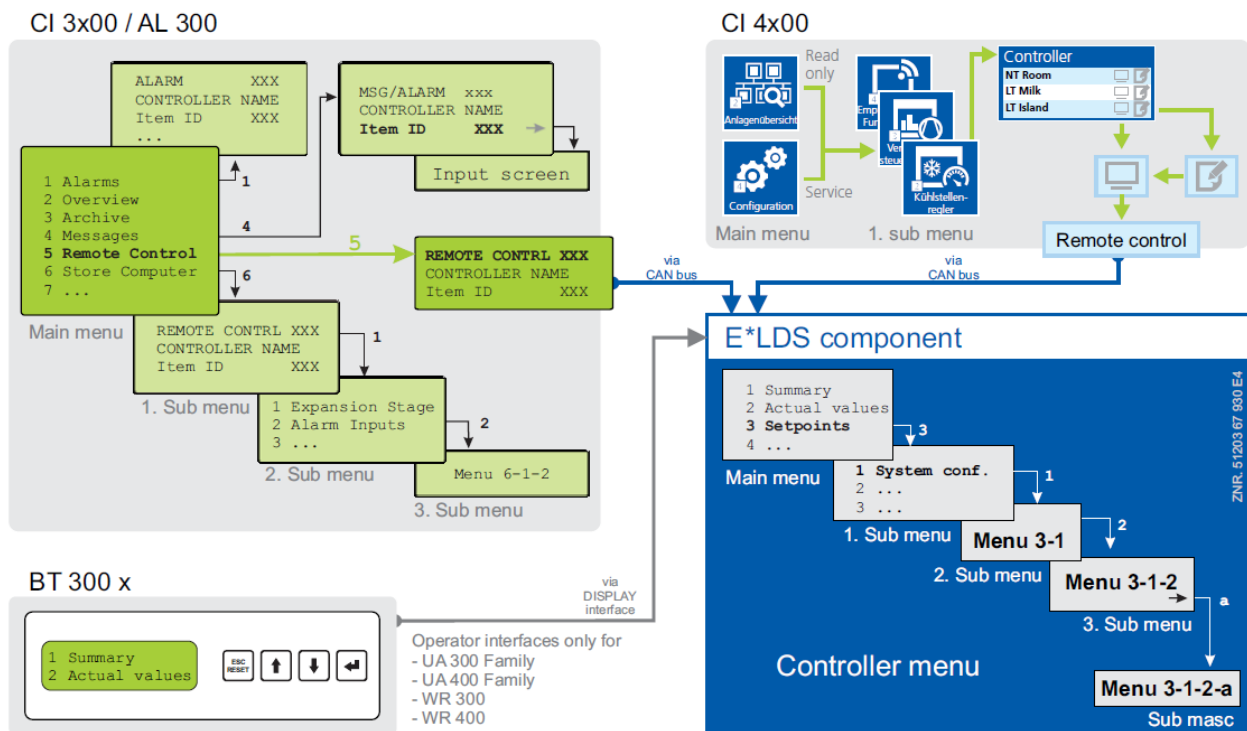 CI 3x00 / AL 300
ALARM XXX
CONTROLLER NAME
Item ID XXX
...
MSG/ALARM xxx
CONTROLLER NAME
Item ID XXX
Input screen
1 Alarms
2 Overview
3 Archive
4 Messages
5 Remote Control
6 Store Computer
7 ...
Main menu
1
4
5
6
REMOTE CONTRL XXX
CONTROLLER NAME
Item ID XXX
REMOTE CONTRL XXX
CONTROLLER NAME
Item ID XXX
1. Sub menu
1
1 Expansion Stage
2 Alarm Inputs
3 ...
2. Sub menu
2
Menu 6-1-2
3. Sub menu
CI 4x00
2
Anlagenübersicht
4
Configuration
Main menu
Read
only
Service
4
3
3
Kühlstellen-
regler
1. sub menu
Controller
NT Room
LT Milk
LT Island
Remote control
via
CAN bus
via
CAN bus
E*LDS component
1 Summary
2 Actual values
3 Setpoints
4 ...
Main menu
3
1 System conf.
2 ...
3 ...
1. Sub menu
1
Menu 3-1
2. Sub menu
2
Menu 3-1-2
3. Sub menu
a
Menu 3-1-2-a
Sub masc
Controller menu
ZNR. 51203 67 930 E4
BT 300 x
1 Summary
2 Actual values
ESC
RESET
via
DISPLAY
interface
Operator interfaces only for
- UA 300 Family
- UA 400 Family
- WR 300
- WR 400